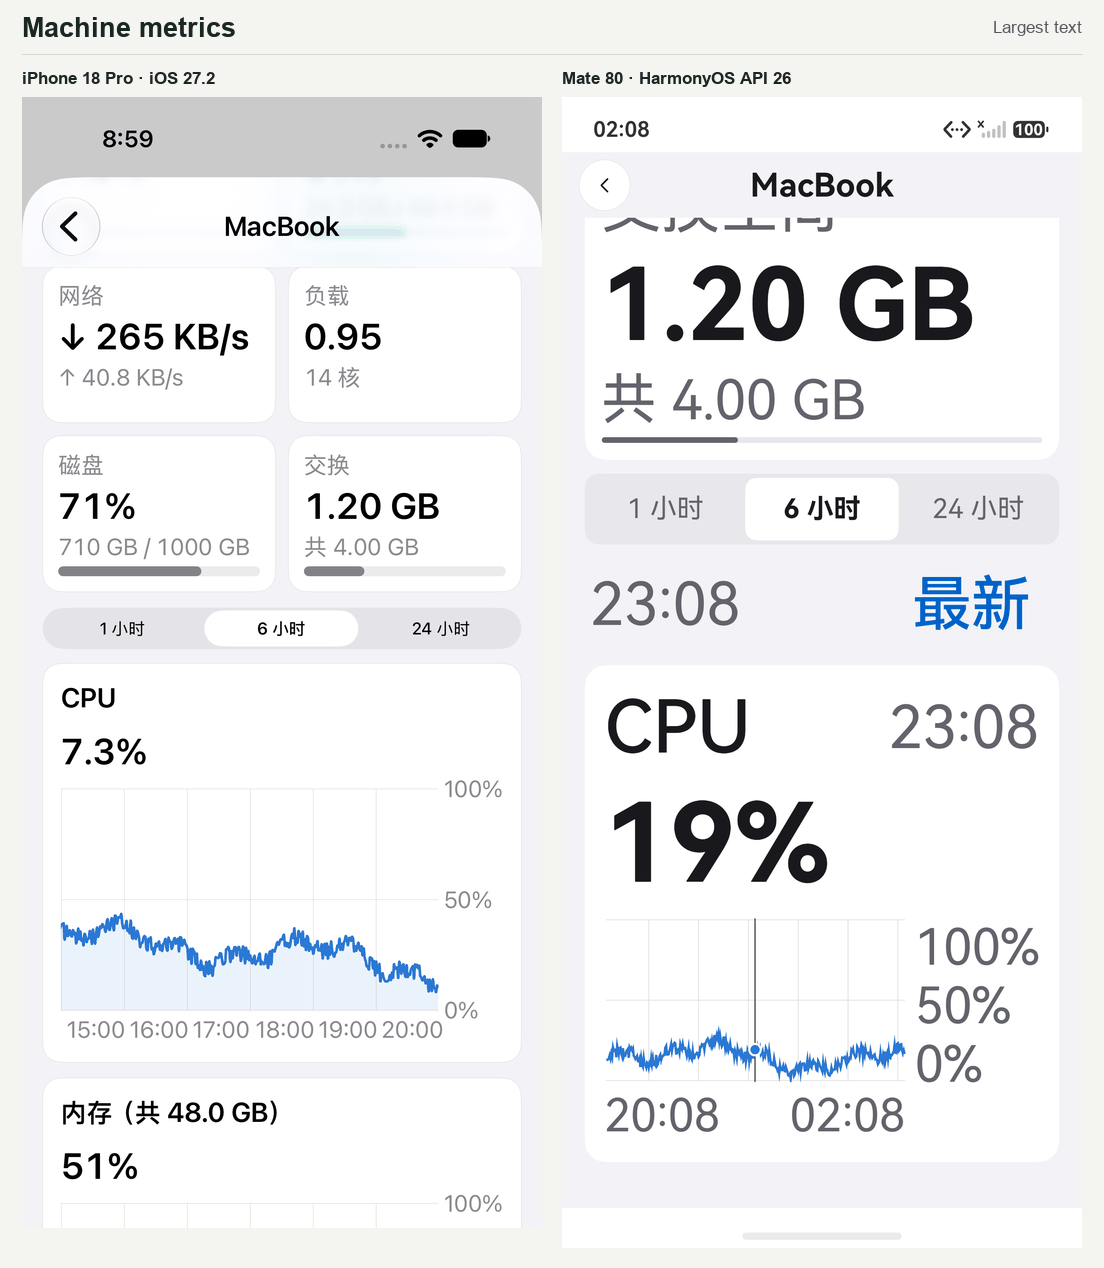 Machine metrics
Largest text
iPhone 18 Pro · iOS 27.2
8:59
MacBook
网络
↓ 265 KB/s
↑ 40.8 KB/s
负载
0.95
14 核
磁盘
71%
710 GB / 1000 GB
交换
1.20 GB
共 4.00 GB
1 小时 6 小时 24 小时
CPU
7.3%
100%
50%
0%
15:00 16:00 17:00 18:00 19:00 20:00
内存（共 48.0 GB）
51%
100%
Mate 80 · HarmonyOS API 26
02:08
100
MacBook
交换空间
1.20 GB
共 4.00 GB
1 小时 6 小时 24 小时
23:08 最新
CPU 23:08
19%
100%
50%
0%
20:08 02:08